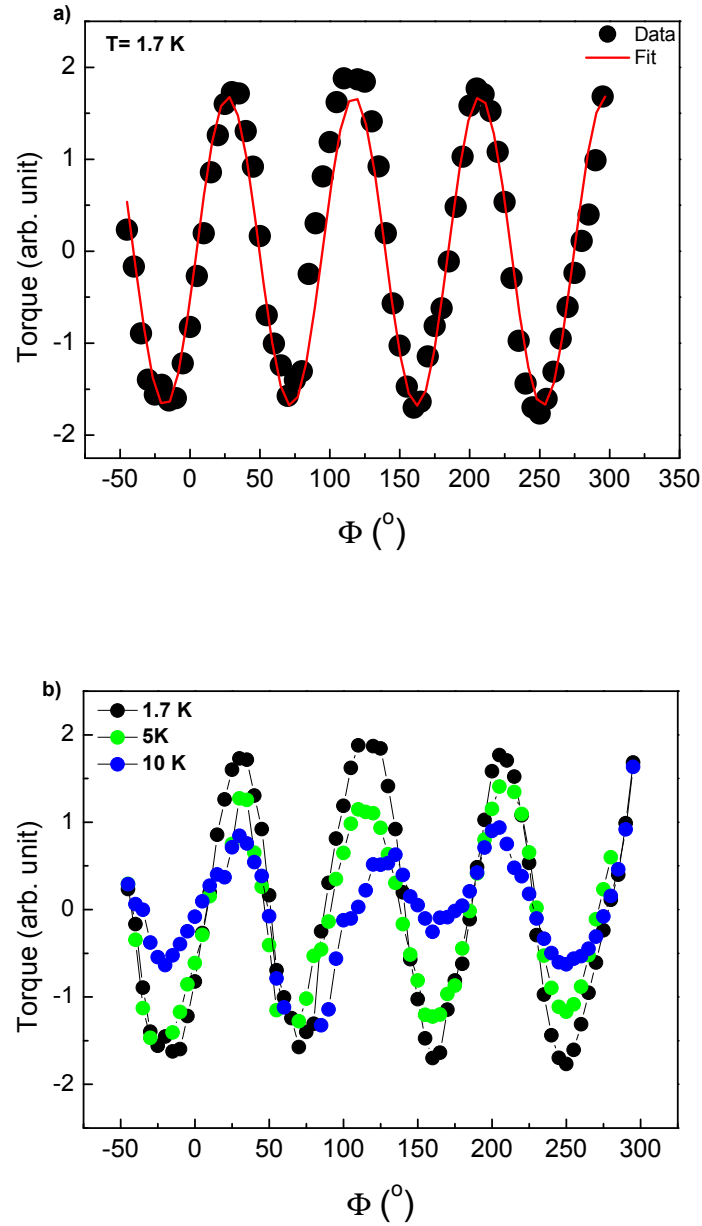 a)
T= 1.7 K
Data
Fit
2
1
0
-1
-2
Torque (arb. unit)
-50 0 50 100 150 200 250 300 350
Φ (°)
b)
1.7 K
5K
10 K
2
1
0
-1
-2
Torque (arb. unit)
-50 0 50 100 150 200 250 300
Φ (°)